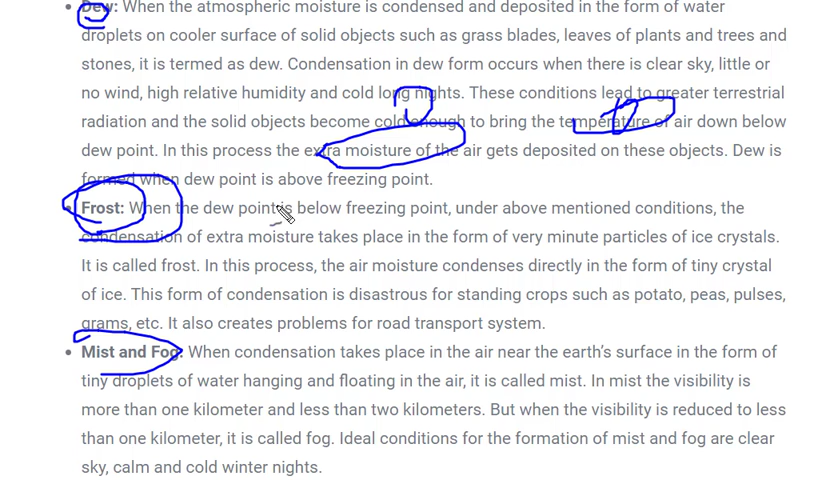 Dew: When the atmospheric moisture is condensed and deposited in the form of water
droplets on cooler surface of solid objects such as grass blades, leaves of plants and trees and
stones, it is termed as dew. Condensation in dew form occurs when there is clear sky, little or
no wind, high relative humidity and cold long nights. These conditions lead to greater terrestrial
radiation and the solid objects become cold enough to bring the temperature of air down below
dew point. In this process the extra moisture of the air gets deposited on these objects. Dew is
formed when dew point is above freezing point.
Frost: When the dew point is below freezing point, under above mentioned conditions, the
condensation of extra moisture takes place in the form of very minute particles of ice crystals.
It is called frost. In this process, the air moisture condenses directly in the form of tiny crystal
of ice. This form of condensation is disastrous for standing crops such as potato, peas, pulses,
grams, etc. It also creates problems for road transport system.
Mist and Fog: When condensation takes place in the air near the earth's surface in the form of
tiny droplets of water hanging and floating in the air, it is called mist. In mist the visibility is
more than one kilometer and less than two kilometers. But when the visibility is reduced to less
than one kilometer, it is called fog. Ideal conditions for the formation of mist and fog are clear
sky, calm and cold winter nights.